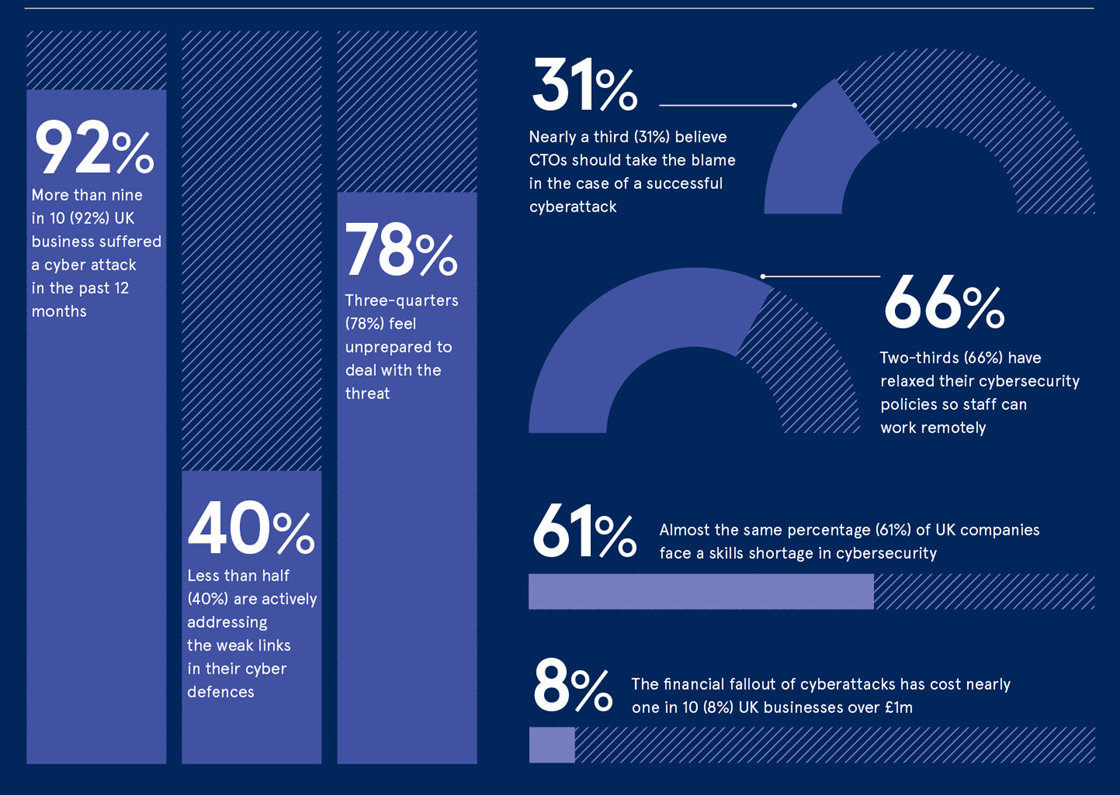 92%
More than nine
in 10 (92%) UK
business suffered
a cyber attack
in the past 12
months
40%
Less than half
(40%) are actively
addressing
the weak links
in their cyber
defences
78%
Three-quarters
(78%) feel
unprepared to
deal with the
threat
31%
Nearly a third (31%) believe
CTOs should take the blame
in the case of a successful
cyberattack
66%
Two-thirds (66%) have
relaxed their cybersecurity
policies so staff can
work remotely
61%
Almost the same percentage (61%) of UK companies
face a skills shortage in cybersecurity
8%
The financial fallout of cyberattacks has cost nearly
one in 10 (8%) UK businesses over £1m